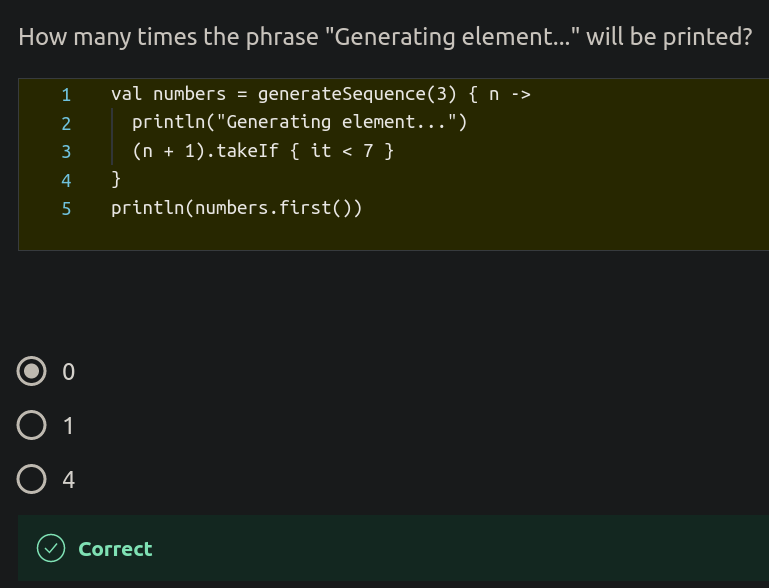 How many times the phrase "Generating element..." will be printed?
1 val numbers = generateSequence(3) { n ->
2 println("Generating element...")
3 (n + 1).takeIf { it < 7 }
4 }
5 println(numbers.first())
0
1
4
Correct